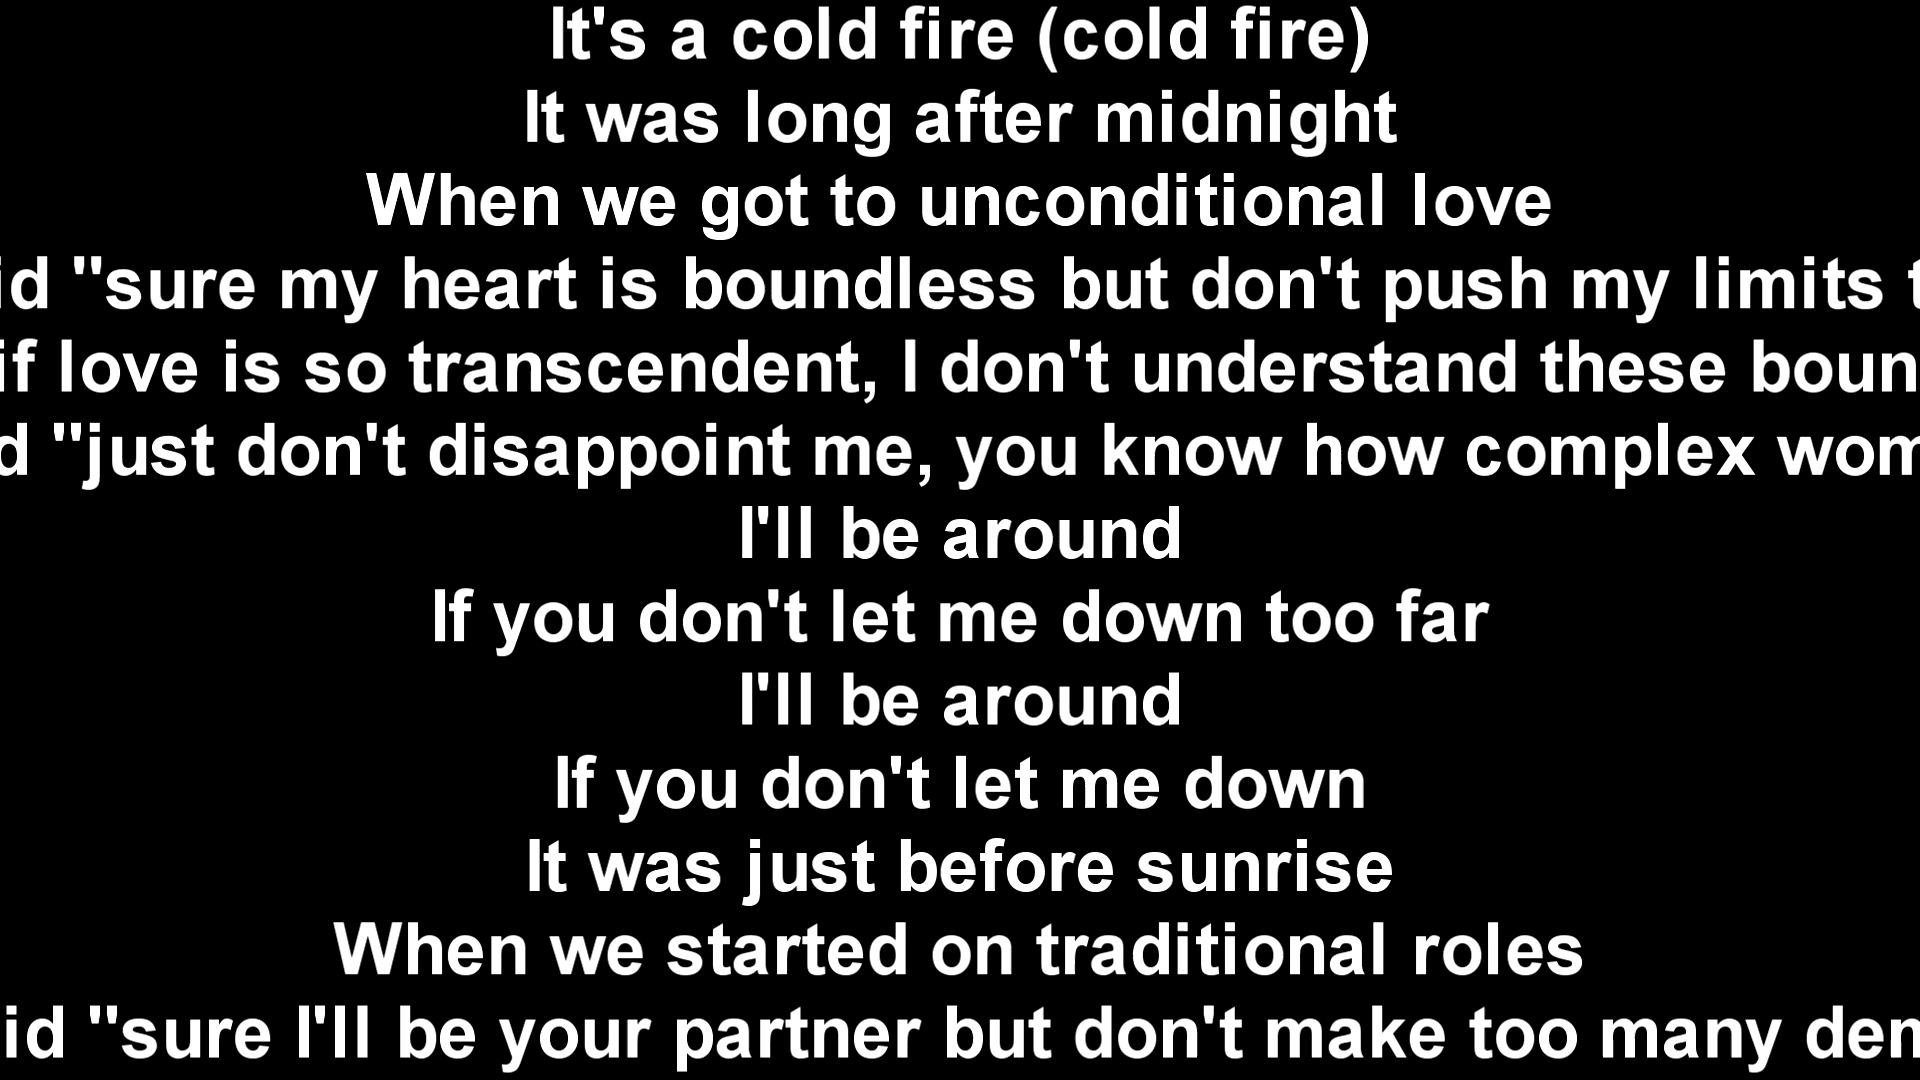 It's a cold fire (cold fire)
It was long after midnight
When we got to unconditional love
id "sure my heart is boundless but don't push my limits t
if love is so transcendent, I don't understand these boun
d "just don't disappoint me, you know how complex wom
I'll be around
If you don't let me down too far
I'll be around
If you don't let me down
It was just before sunrise
When we started on traditional roles
id "sure I'll be your partner but don't make too many dem